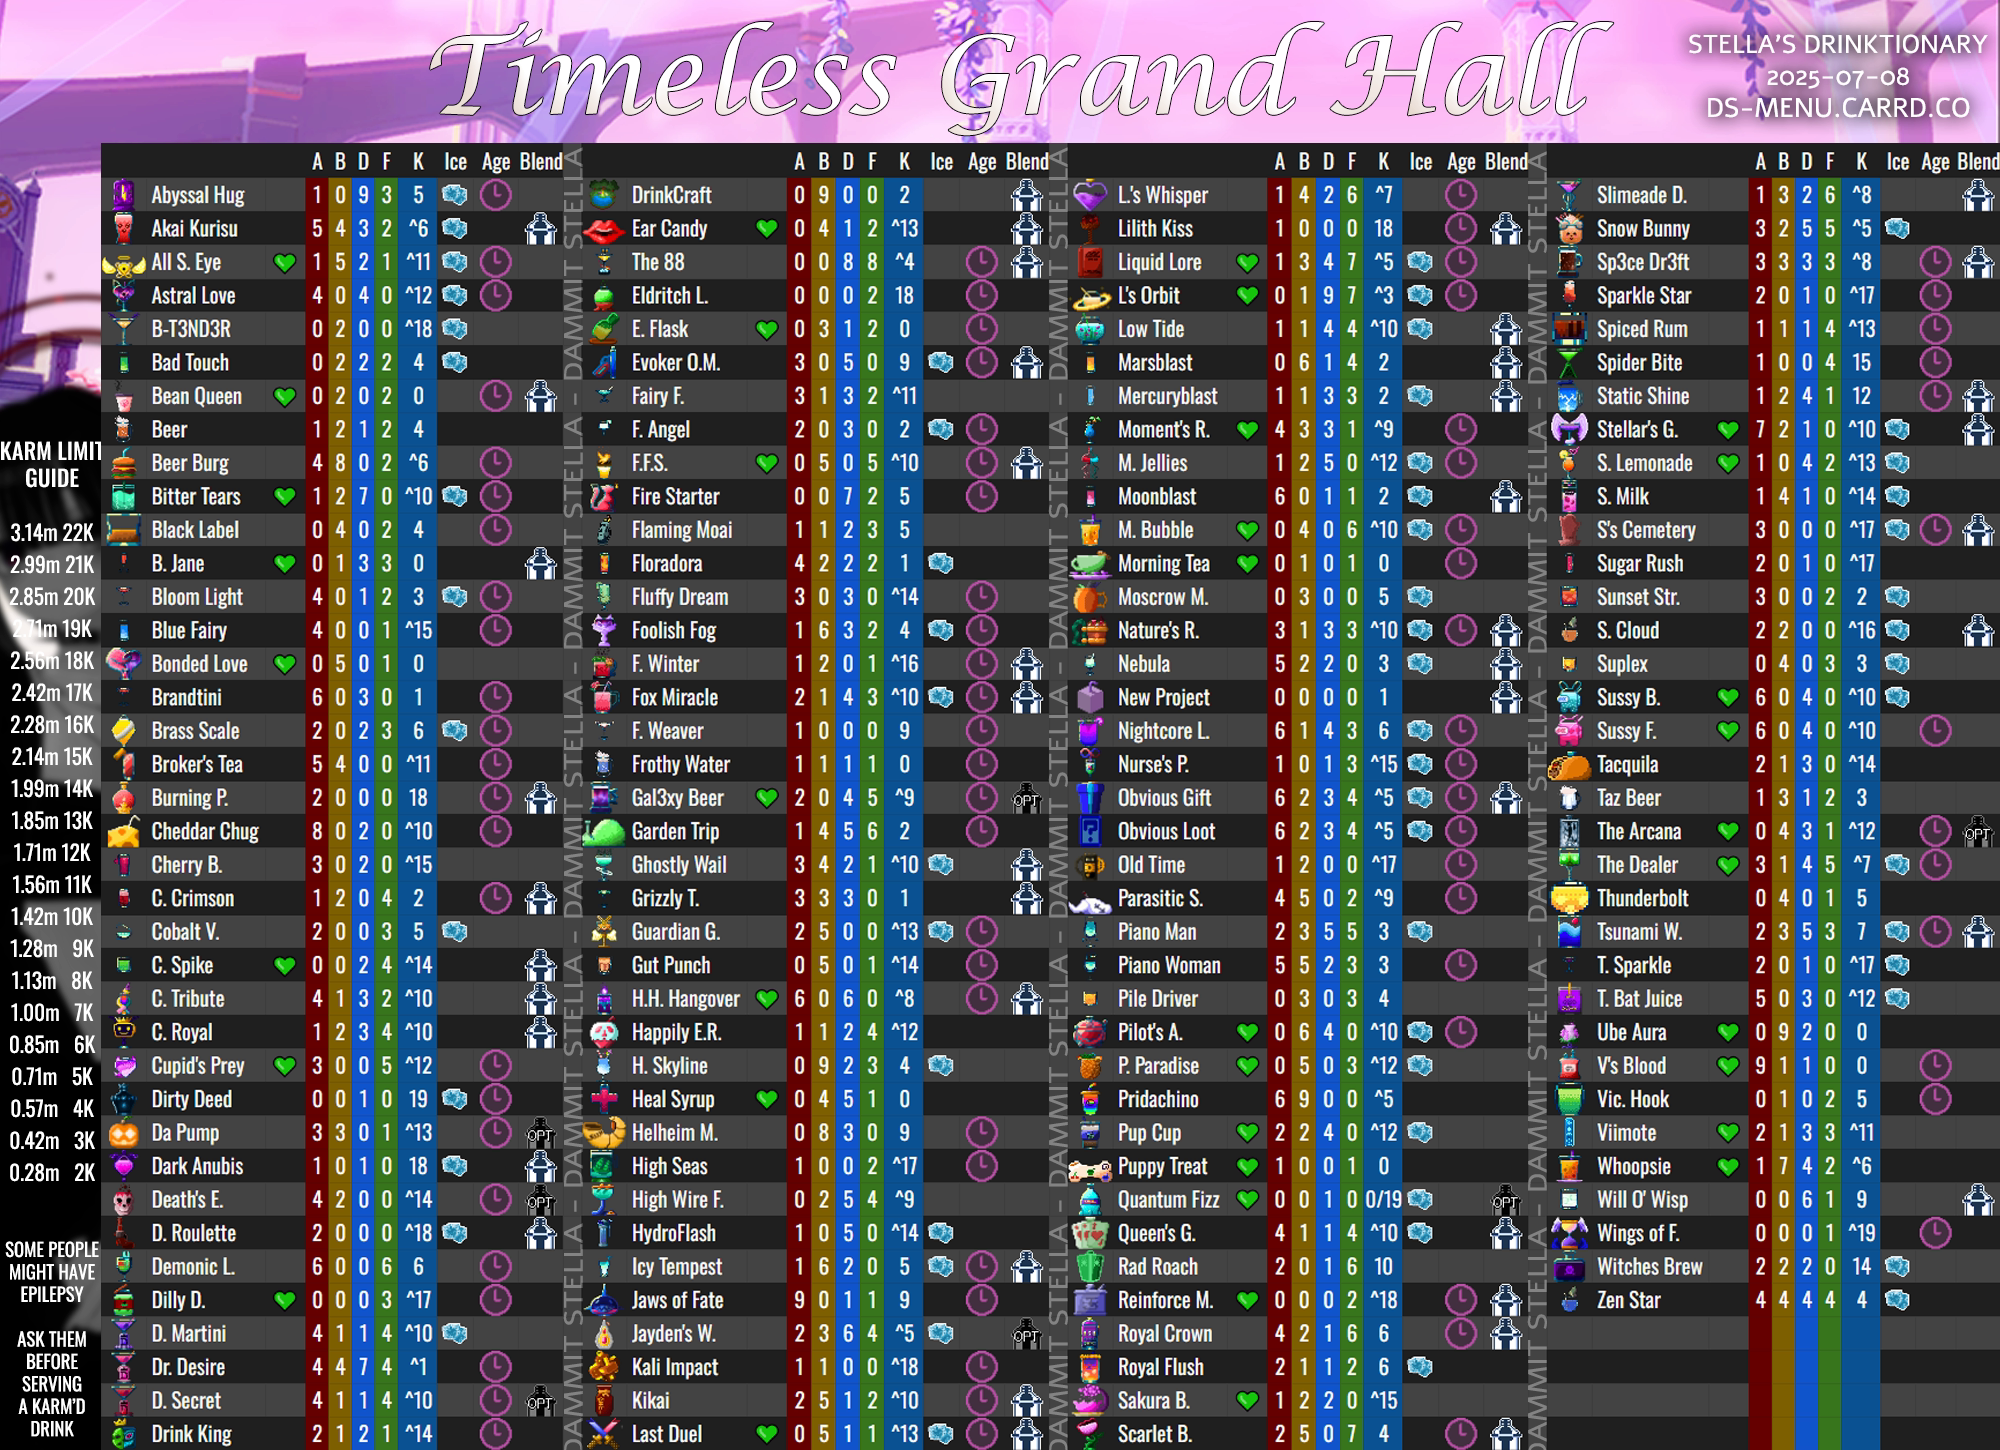 Timeless Grand Hall
STELLA'S DRINKTIONARY
2025-07-08
DS-MENU.CARRD.CO
KARM LIMIT
GUIDE
3.14m 22K
2.99m 21K
2.85m 20K
2.71m 19K
2.56m 18K
2.42m 17K
2.28m 16K
2.14m 15K
1.99m 14K
1.85m 13K
1.71m 12K
1.56m 11K
1.42m 10K
1.28m 9K
1.13m 8K
1.00m 7K
0.85m 6K
0.71m 5K
0.57m 4K
0.42m 3K
0.28m 2K
SOME PEOPLE
MIGHT HAVE
EPILEPSY
ASK THEM
BEFORE
SERVING
A KARM'D
DRINK
A B D F K Ice Age Blend
Abyssal Hug 1 0 9 3 5
Akai Kurisu 5 4 3 2 ^6
All S. Eye 1 5 2 1 ^11
Astral Love 4 0 4 0 ^12
B-T3ND3R 0 2 0 0 ^18
Bad Touch 0 2 2 2 4
Bean Queen 0 2 0 2 0
Beer 1 2 1 2 4
Beer Burg 4 8 0 2 ^6
Bitter Tears 1 2 7 0 ^10
Black Label 0 4 0 2 4
B. Jane 0 1 3 3 0
Bloom Light 4 0 1 2 3
Blue Fairy 4 0 0 1 ^15
Bonded Love 0 5 0 1 0
Brandtini 6 0 3 0 1
Brass Scale 2 0 2 3 6
Broker's Tea 5 4 0 0 ^11
Burning P. 2 0 0 0 18
Cheddar Chug 8 0 2 0 ^10
Cherry B. 3 0 2 0 ^15
C. Crimson 1 2 0 4 2
Cobalt V. 2 0 0 3 5
C. Spike 0 0 2 4 ^14
C. Tribute 4 1 3 2 ^10
C. Royal 1 2 3 4 ^10
Cupid's Prey 3 0 0 5 ^12
Dirty Deed 0 0 1 0 19
Da Pump 3 3 0 1 ^13 OPT
Dark Anubis 1 0 1 0 18
Death's E. 4 2 0 0 ^14 OPT
D. Roulette 2 0 0 0 ^18
Demonic L. 6 0 0 6 6
Dilly D. 0 0 0 3 ^17
D. Martini 4 1 1 4 ^10
Dr. Desire 4 4 7 4 ^1
D. Secret 4 1 1 4 ^10 OPT
Drink King 2 1 2 1 ^14
DAMMIT STELLA - DAMMIT STELLA - DAMMIT STELLA - DAMMIT STELLA
A B D F K Ice Age Blend
DrinkCraft 0 9 0 0 2
Ear Candy 0 4 1 2 ^13
The 88 0 0 8 8 ^4
Eldritch L. 0 0 0 2 18
E. Flask 0 3 1 2 0
Evoker O.M. 3 0 5 0 9
Fairy F. 3 1 3 2 ^11
F. Angel 2 0 3 0 2
F.F.S. 0 5 0 5 ^10
Fire Starter 0 0 7 2 5
Flaming Moai 1 1 2 3 5
Floradora 4 2 2 2 1
Fluffy Dream 3 0 3 0 ^14
Foolish Fog 1 6 3 2 4
F. Winter 1 2 0 1 ^16
Fox Miracle 2 1 4 3 ^10
F. Weaver 1 0 0 0 9
Frothy Water 1 1 1 1 0
Gal3xy Beer 2 0 4 5 ^9 OPT
Garden Trip 1 4 5 6 2
Ghostly Wail 3 4 2 1 ^10
Grizzly T. 3 3 3 0 1
Guardian G. 2 5 0 0 ^13
Gut Punch 0 5 0 1 ^14
H.H. Hangover 6 0 6 0 ^8
Happily E.R. 1 1 2 4 ^12
H. Skyline 0 9 2 3 4
Heal Syrup 0 4 5 1 0
Helheim M. 0 8 3 0 9
High Seas 1 0 0 2 ^17
High Wire F. 0 2 5 4 ^9
HydroFlash 1 0 5 0 ^14
Icy Tempest 1 6 2 0 5
Jaws of Fate 9 0 1 1 9
Jayden's W. 2 3 6 4 ^5 OPT
Kali Impact 1 1 0 0 ^18
Kikai 2 5 1 2 ^10
Last Duel 0 5 1 1 ^13
DAMMIT STELLA - DAMMIT STELLA - DAMMIT STELLA - DAMMIT STELLA
A B D F K Ice Age Blend
L.'s Whisper 1 4 2 6 ^7
Lilith Kiss 1 0 0 0 18
Liquid Lore 1 3 4 7 ^5
L's Orbit 0 1 9 7 ^3
Low Tide 1 1 4 4 ^10
Marsblast 0 6 1 4 2
Mercuryblast 1 1 3 3 2
Moment's R. 4 3 3 1 ^9
M. Jellies 1 2 5 0 ^12
Moonblast 6 0 1 1 2
M. Bubble 0 4 0 6 ^10
Morning Tea 0 1 0 1 0
Moscrow M. 0 3 0 0 5
Nature's R. 3 1 3 3 ^10
Nebula 5 2 2 0 3
New Project 0 0 0 0 1
Nightcore L. 6 1 4 3 6
Nurse's P. 1 0 1 3 ^15
Obvious Gift 6 2 3 4 ^5
Obvious Loot 6 2 3 4 ^5
Old Time 1 2 0 0 ^17
Parasitic S. 4 5 0 2 ^9
Piano Man 2 3 5 5 3
Piano Woman 5 5 2 3 3
Pile Driver 0 3 0 3 4
Pilot's A. 0 6 4 0 ^10
P. Paradise 0 5 0 3 ^12
Pridachino 6 9 0 0 ^5
Pup Cup 2 2 4 0 ^12
Puppy Treat 1 0 0 1 0
Quantum Fizz 0 0 1 0 0/19 OPT
Queen's G. 4 1 1 4 ^10
Rad Roach 2 0 1 6 10
Reinforce M. 0 0 0 2 ^18
Royal Crown 4 2 1 6 6
Royal Flush 2 1 1 2 6
Sakura B. 1 2 2 0 ^15
Scarlet B. 2 5 0 7 4
DAMMIT STELLA - DAMMIT STELLA - DAMMIT STELLA - DAMMIT STELLA
A B D F K Ice Age Blend
Slimeade D. 1 3 2 6 ^8
Snow Bunny 3 2 5 5 ^5
Sp3ce Dr3ft 3 3 3 3 ^8
Sparkle Star 2 0 1 0 ^17
Spiced Rum 1 1 1 4 ^13
Spider Bite 1 0 0 4 15
Static Shine 1 2 4 1 12
Stellar's G. 7 2 1 0 ^10
S. Lemonade 1 0 4 2 ^13
S. Milk 1 4 1 0 ^14
S's Cemetery 3 0 0 0 ^17
Sugar Rush 2 0 1 0 ^17
Sunset Str. 3 0 0 2 2
S. Cloud 2 2 0 0 ^16
Suplex 0 4 0 3 3
Sussy B. 6 0 4 0 ^10
Sussy F. 6 0 4 0 ^10
Tacquila 2 1 3 0 ^14
Taz Beer 1 3 1 2 3
The Arcana 0 4 3 1 ^12 OPT
The Dealer 3 1 4 5 ^7
Thunderbolt 0 4 0 1 5
Tsunami W. 2 3 5 3 7
T. Sparkle 2 0 1 0 ^17
T. Bat Juice 5 0 3 0 ^12
Ube Aura 0 9 2 0 0
V's Blood 9 1 1 0 0
Vic. Hook 0 1 0 2 5
Viimote 2 1 3 3 ^11
Whoopsie 1 7 4 2 ^6
Will O' Wisp 0 0 6 1 9
Wings of F. 0 0 0 1 ^19
Witches Brew 2 2 2 0 14
Zen Star 4 4 4 4 4